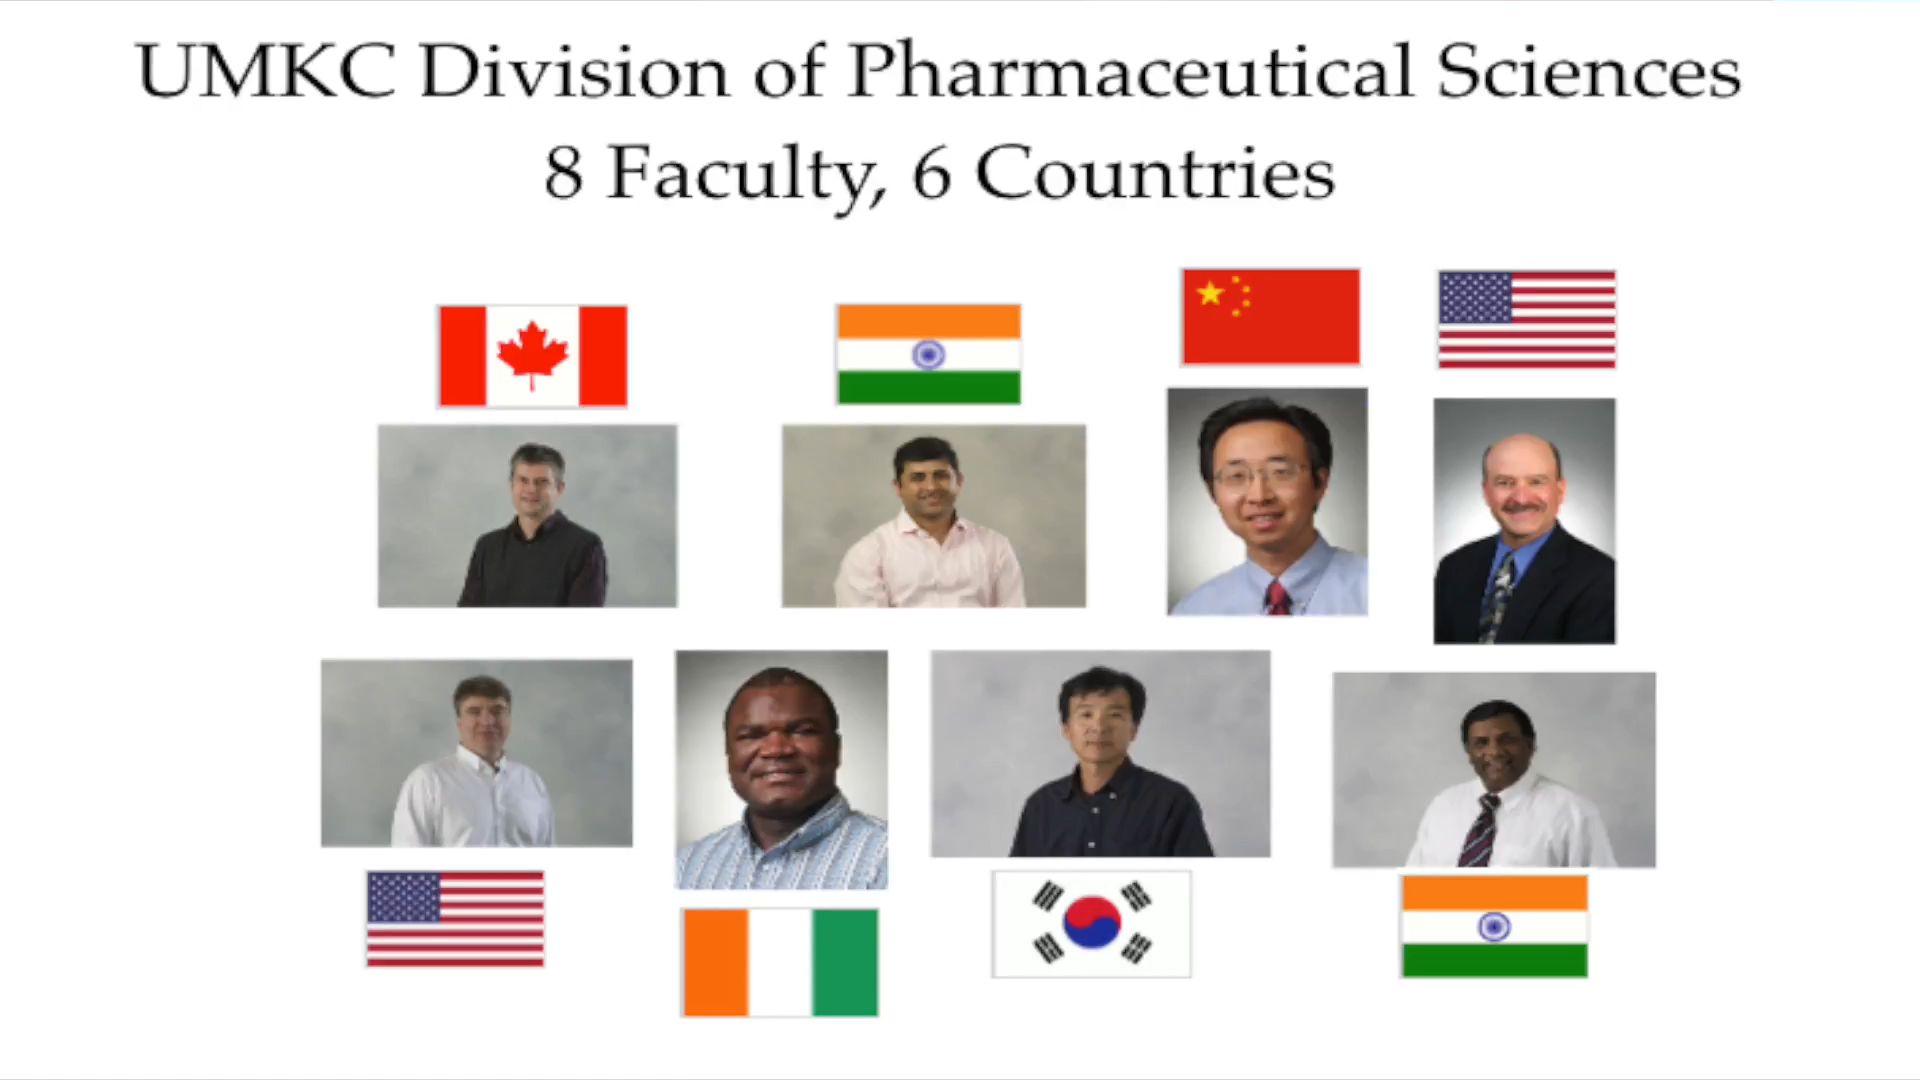 UMKC Division of Pharmaceutical Sciences
8 Faculty, 6 Countries